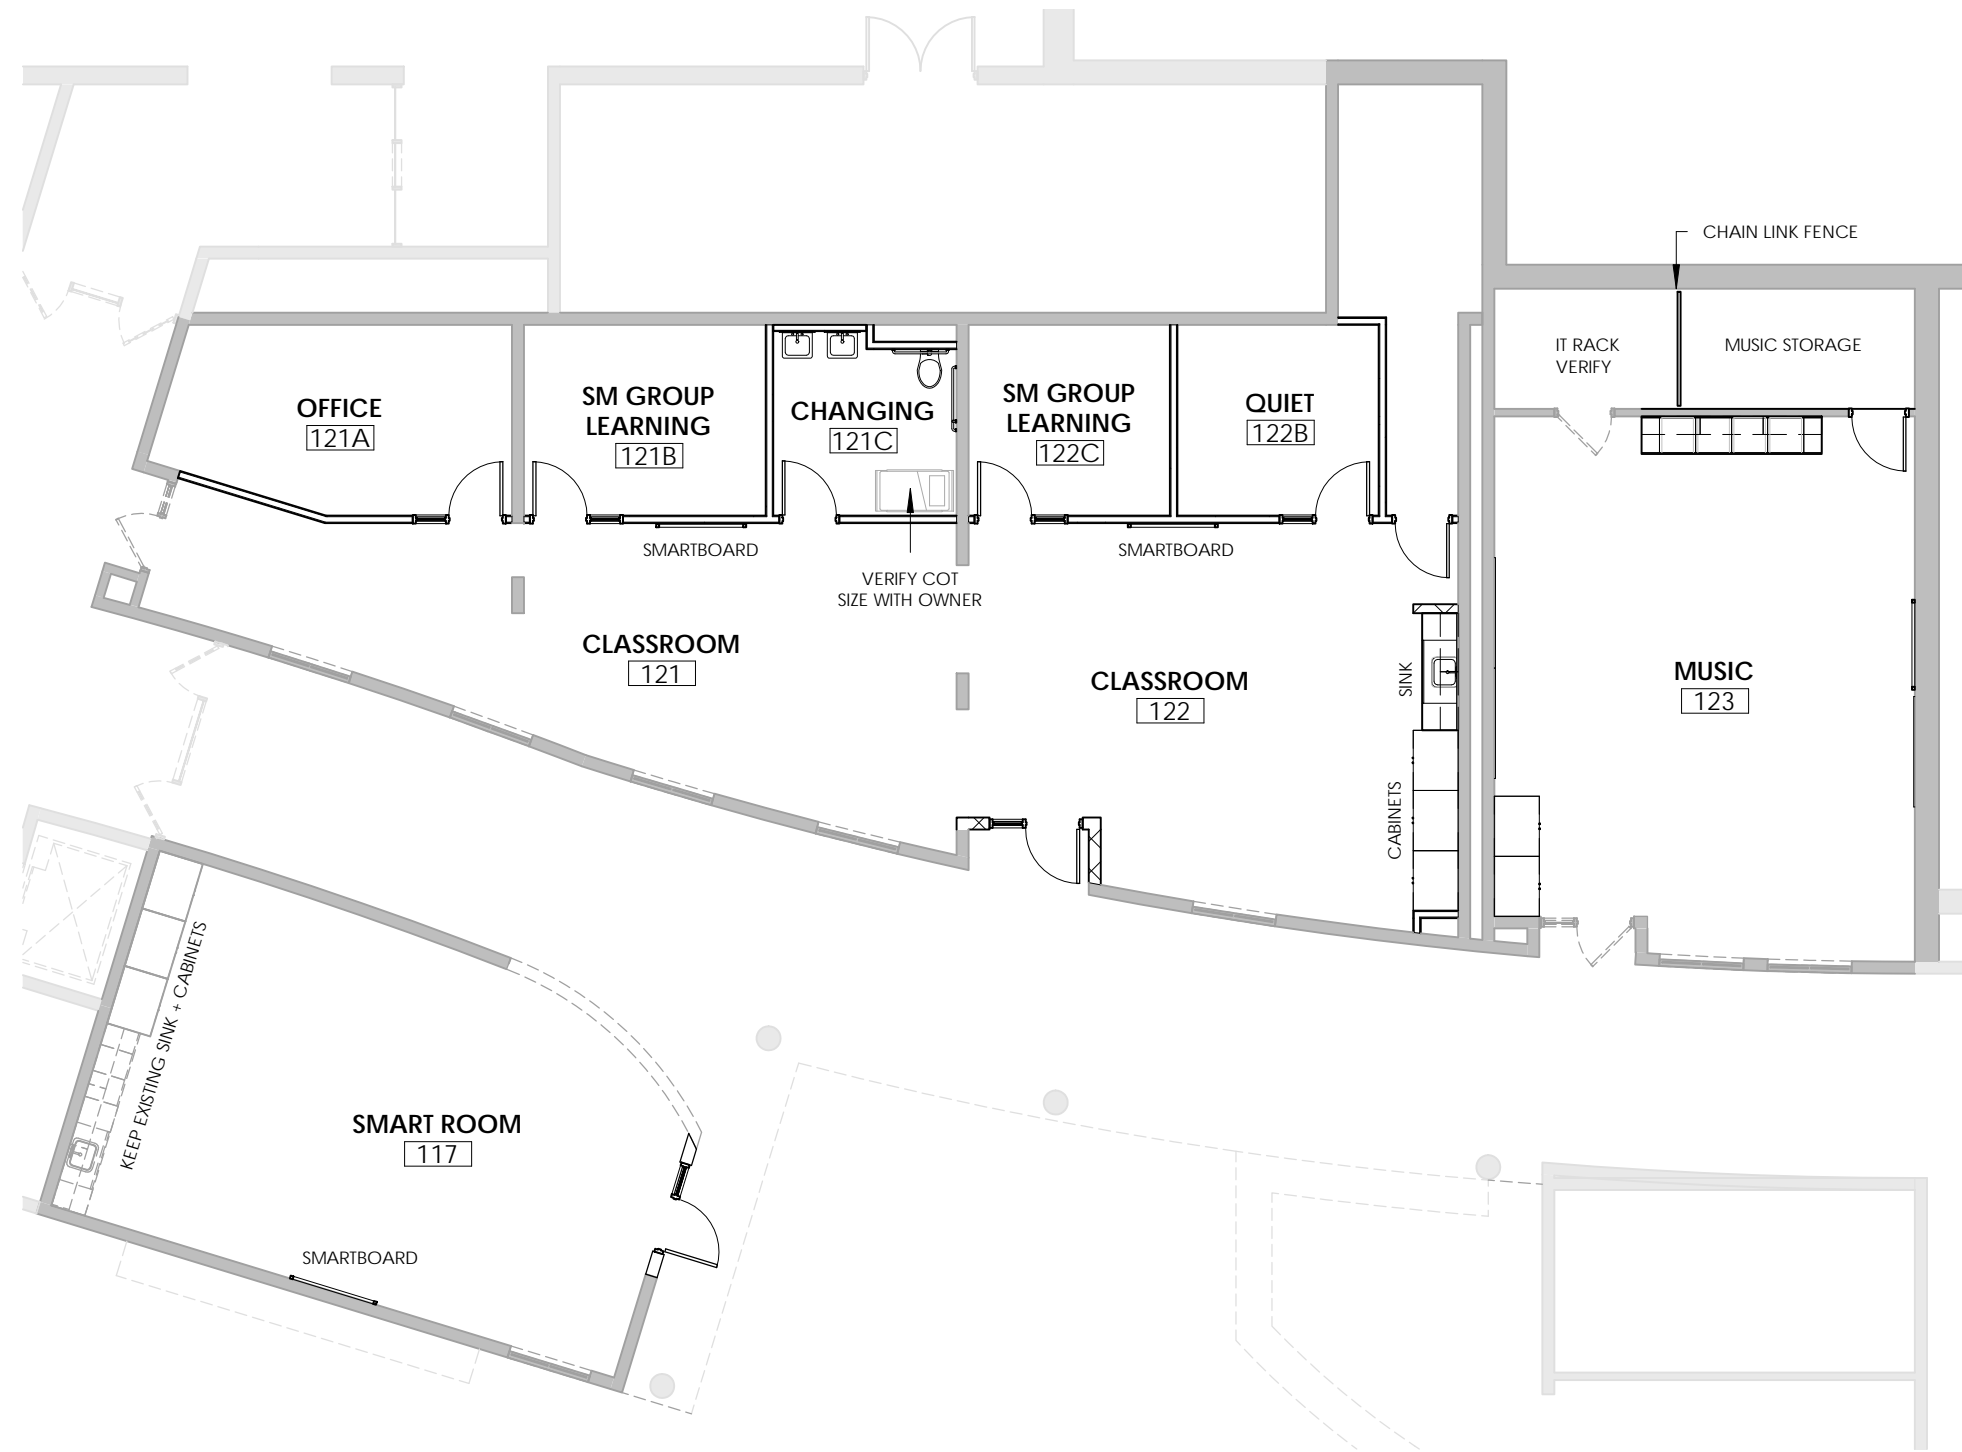 CHAIN LINK FENCE
IT RACK
VERIFY
MUSIC STORAGE
OFFICE
121A
SM GROUP
LEARNING
121B
CHANGING
121C
SM GROUP
LEARNING
122C
QUIET
122B
SMARTBOARD
SMARTBOARD
VERIFY COT
SIZE WITH OWNER
CLASSROOM
121
CLASSROOM
122
SINK
CABINETS
MUSIC
123
KEEP EXISTING SINK + CABINETS
SMART ROOM
117
SMARTBOARD